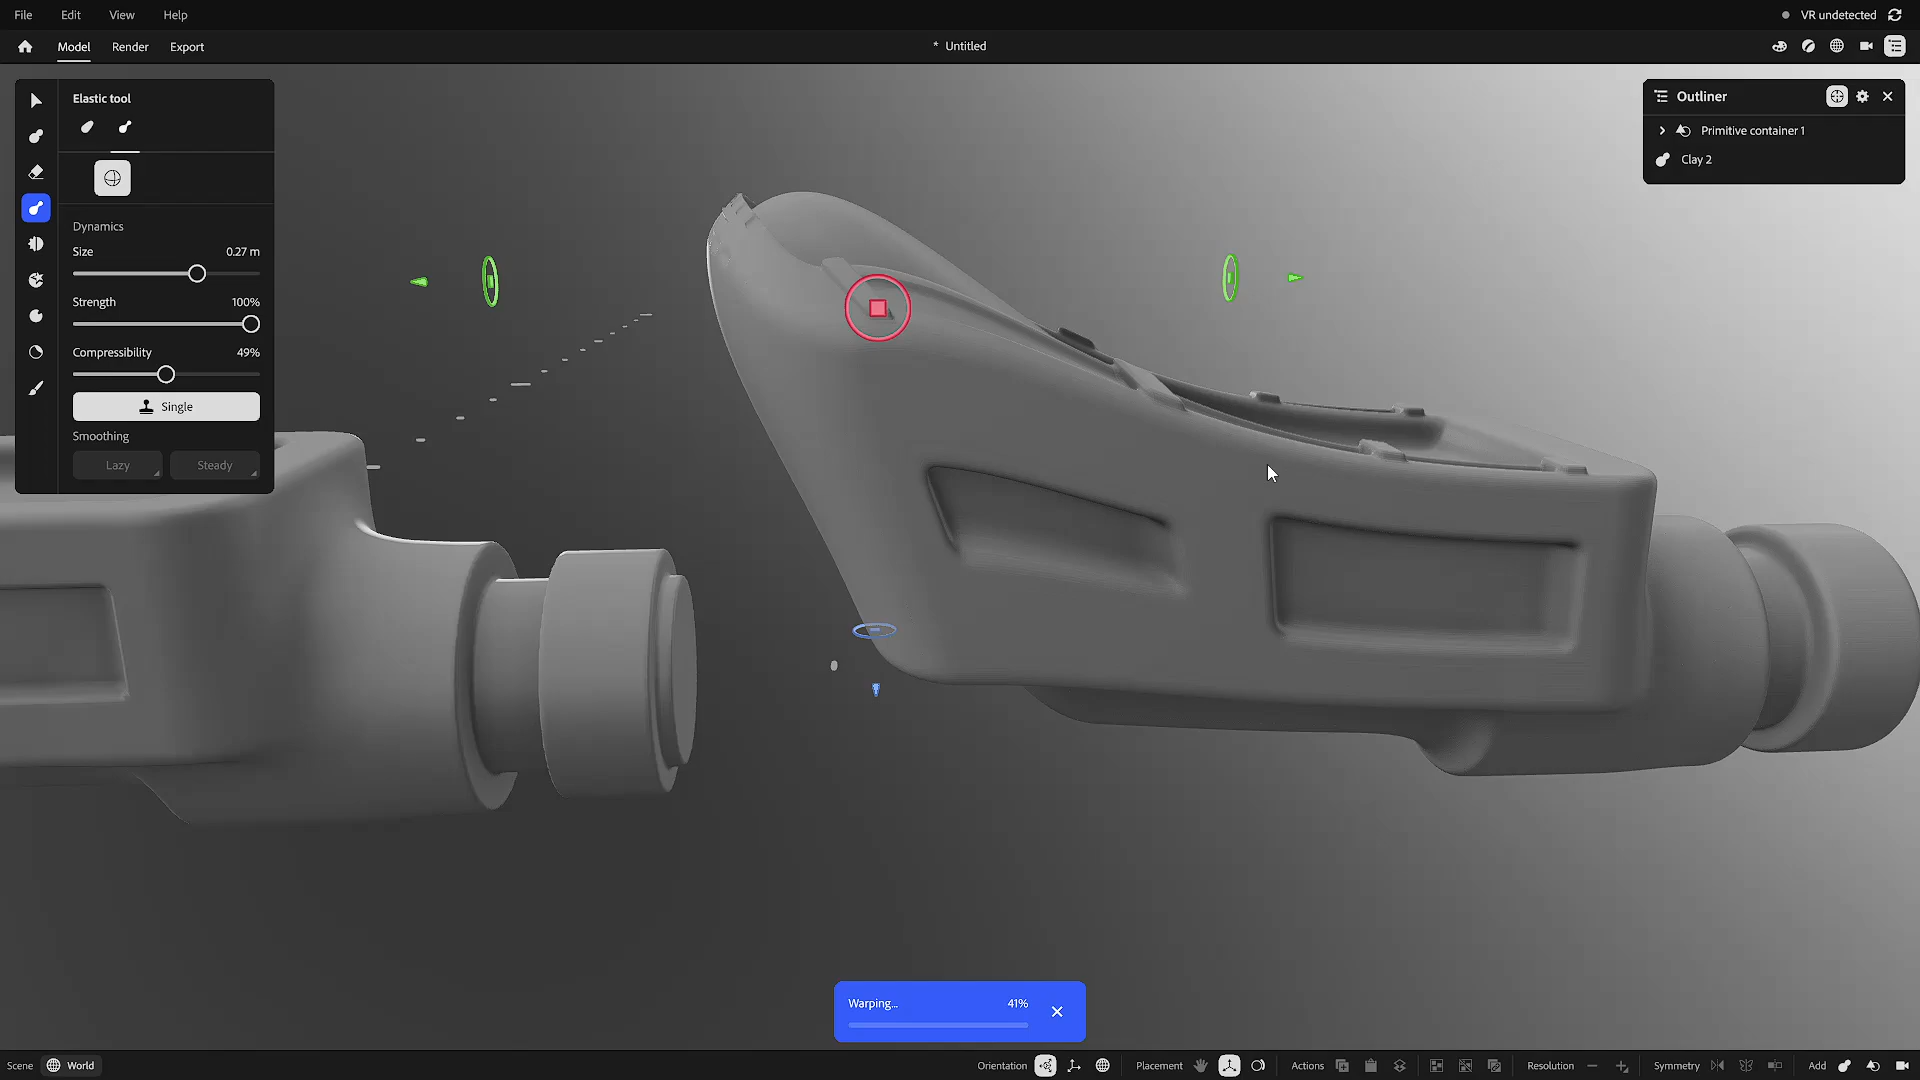 File Edit View Help
VR undetected
Model Render Export
* Untitled
Elastic tool
Dynamics
Size 0.27 m
Strength 100%
Compressibility 49%
Single
Smoothing
Lazy Steady
Outliner
Primitive container 1
Clay 2
Warping... 41%
Scene World
Orientation Placement Actions Resolution Symmetry Add